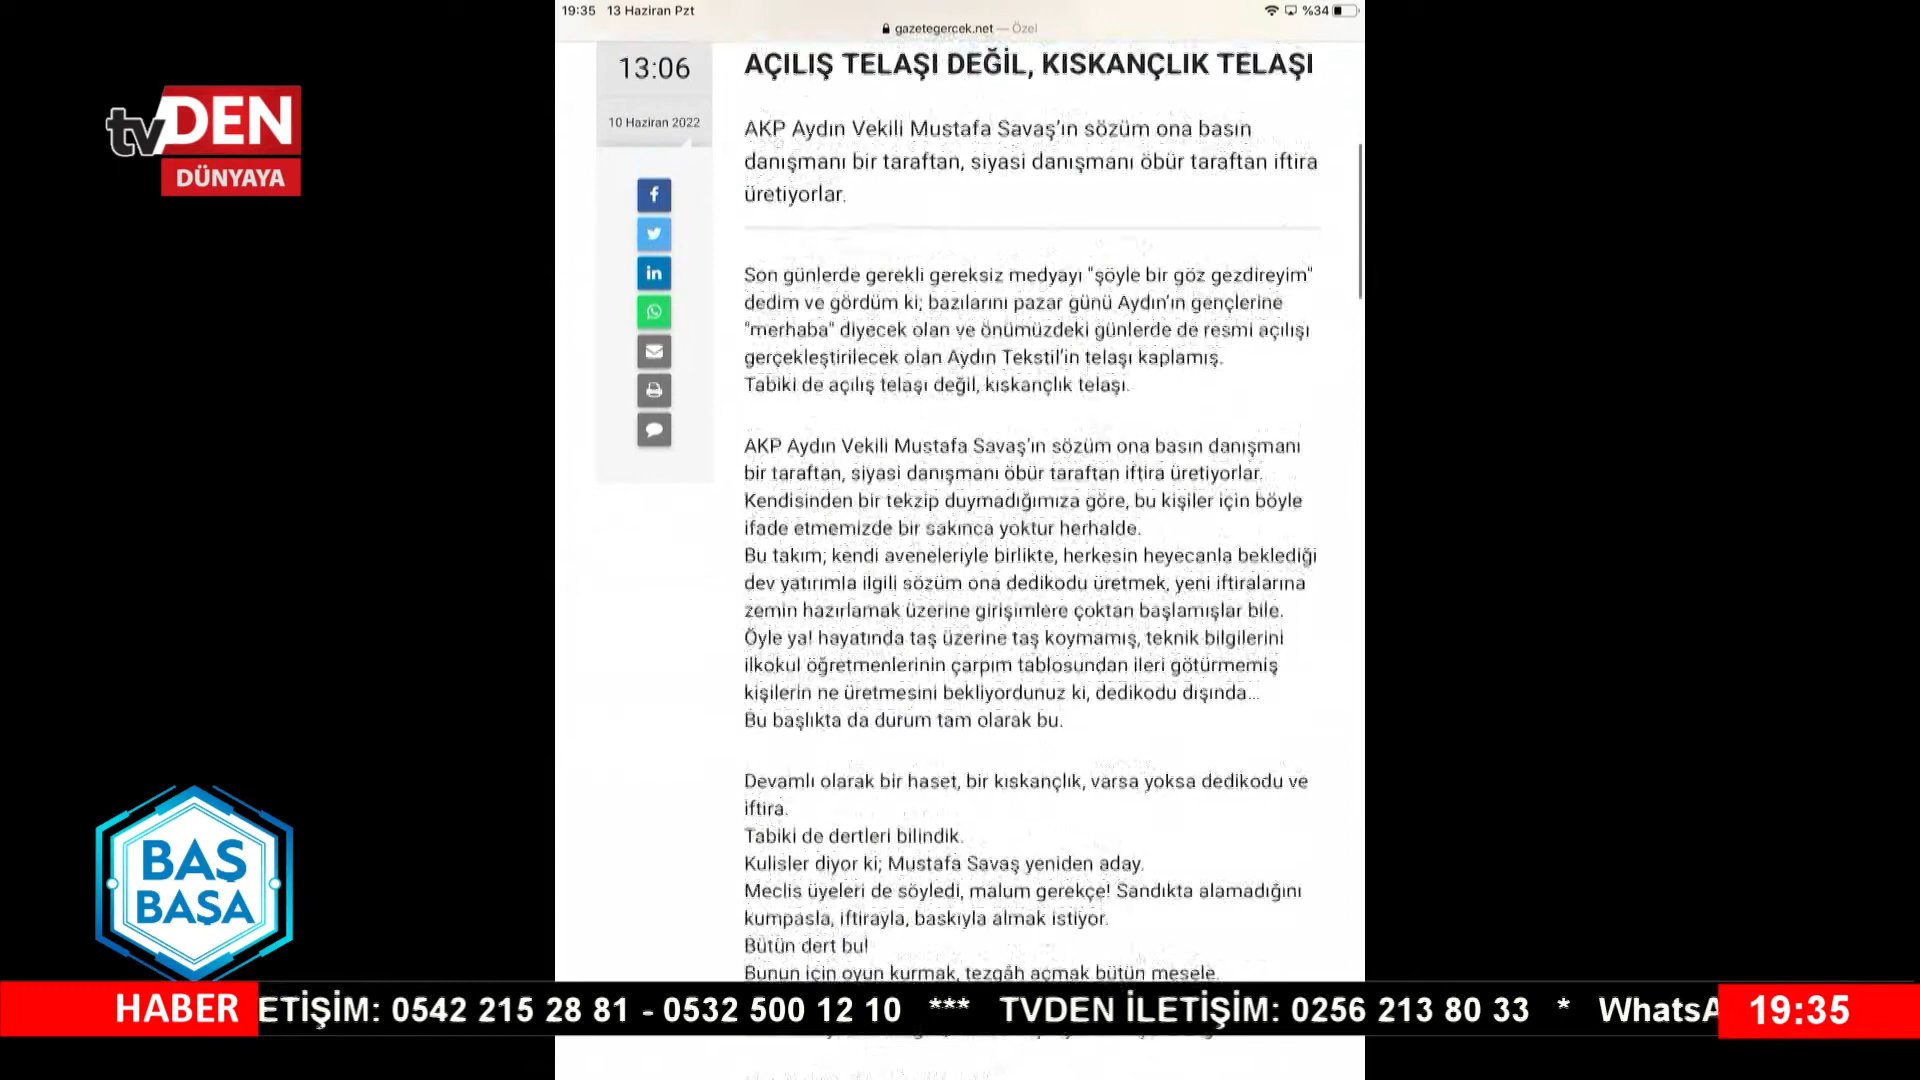 19:35 13 Haziran Pzt
%34
gazetegercek.net — Özel
tvDEN
DÜNYAYA
13:06
10 Haziran 2022
AÇILIŞ TELAŞI DEĞİL, KISKANÇLIK TELAŞI
AKP Aydın Vekili Mustafa Savaş’ın sözüm ona basın
danışmanı bir taraftan, siyasi danışmanı öbür taraftan iftira
üretiyorlar.
Son günlerde gerekli gereksiz medyayı "şöyle bir göz gezdireyim"
dedim ve gördüm ki; bazılarını pazar günü Aydın’ın gençlerine
"merhaba" diyecek olan ve önümüzdeki günlerde de resmi açılışı
gerçekleştirilecek olan Aydın Tekstil’in telaşı kaplamış.
Tabiki de açılış telaşı değil, kıskançlık telaşı.
AKP Aydın Vekili Mustafa Savaş’ın sözüm ona basın danışmanı
bir taraftan, siyasi danışmanı öbür taraftan iftira üretiyorlar.
Kendisinden bir tekzip duymadığımıza göre, bu kişiler için böyle
ifade etmemizde bir sakınca yoktur herhalde.
Bu takım; kendi aveneleriyle birlikte, herkesin heyecanla beklediği
dev yatırımla ilgili sözüm ona dedikodu üretmek, yeni iftiralarına
zemin hazırlamak üzerine girişimlere çoktan başlamışlar bile.
Öyle ya! hayatında taş üzerine taş koymamış, teknik bilgilerini
ilkokul öğretmenlerinin çarpım tablosundan ileri götürmemiş
kişilerin ne üretmesini bekliyordunuz ki, dedikodu dışında...
Bu başlıkta da durum tam olarak bu.
Devamlı olarak bir haset, bir kıskançlık, varsa yoksa dedikodu ve
iftira.
Tabiki de dertleri bilindik.
Kulisler diyor ki; Mustafa Savaş yeniden aday.
Meclis üyeleri de söyledi, malum gerekçe! Sandıkta alamadığını
kumpasla, iftirayla, baskıyla almak istiyor.
Bütün dert bu!
Bunun için oyun kurmak, tezgâh açmak bütün mesele.
BAŞ
BAŞA
HABER ETİŞİM: 0542 215 28 81 - 0532 500 12 10 *** TVDEN İLETİŞİM: 0256 213 80 33 * WhatsA 19:35